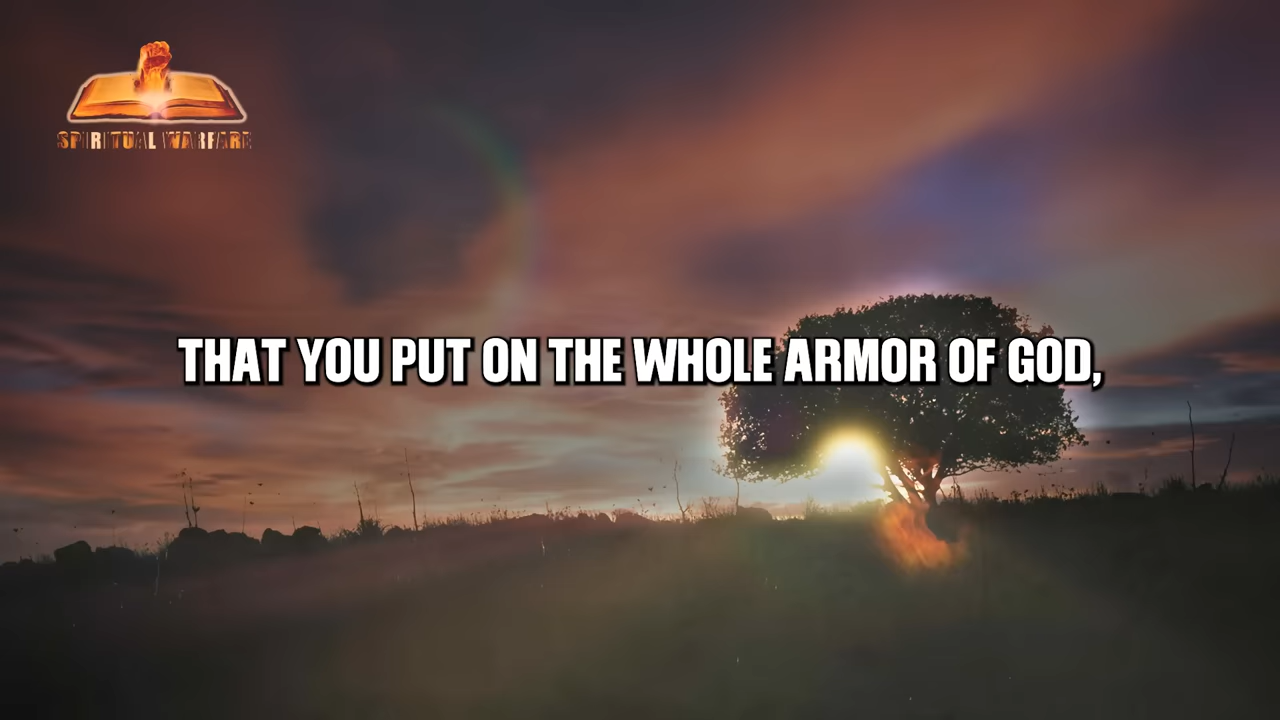 SPIRITUAL WARFARE
THAT YOU PUT ON THE WHOLE ARMOR OF GOD,